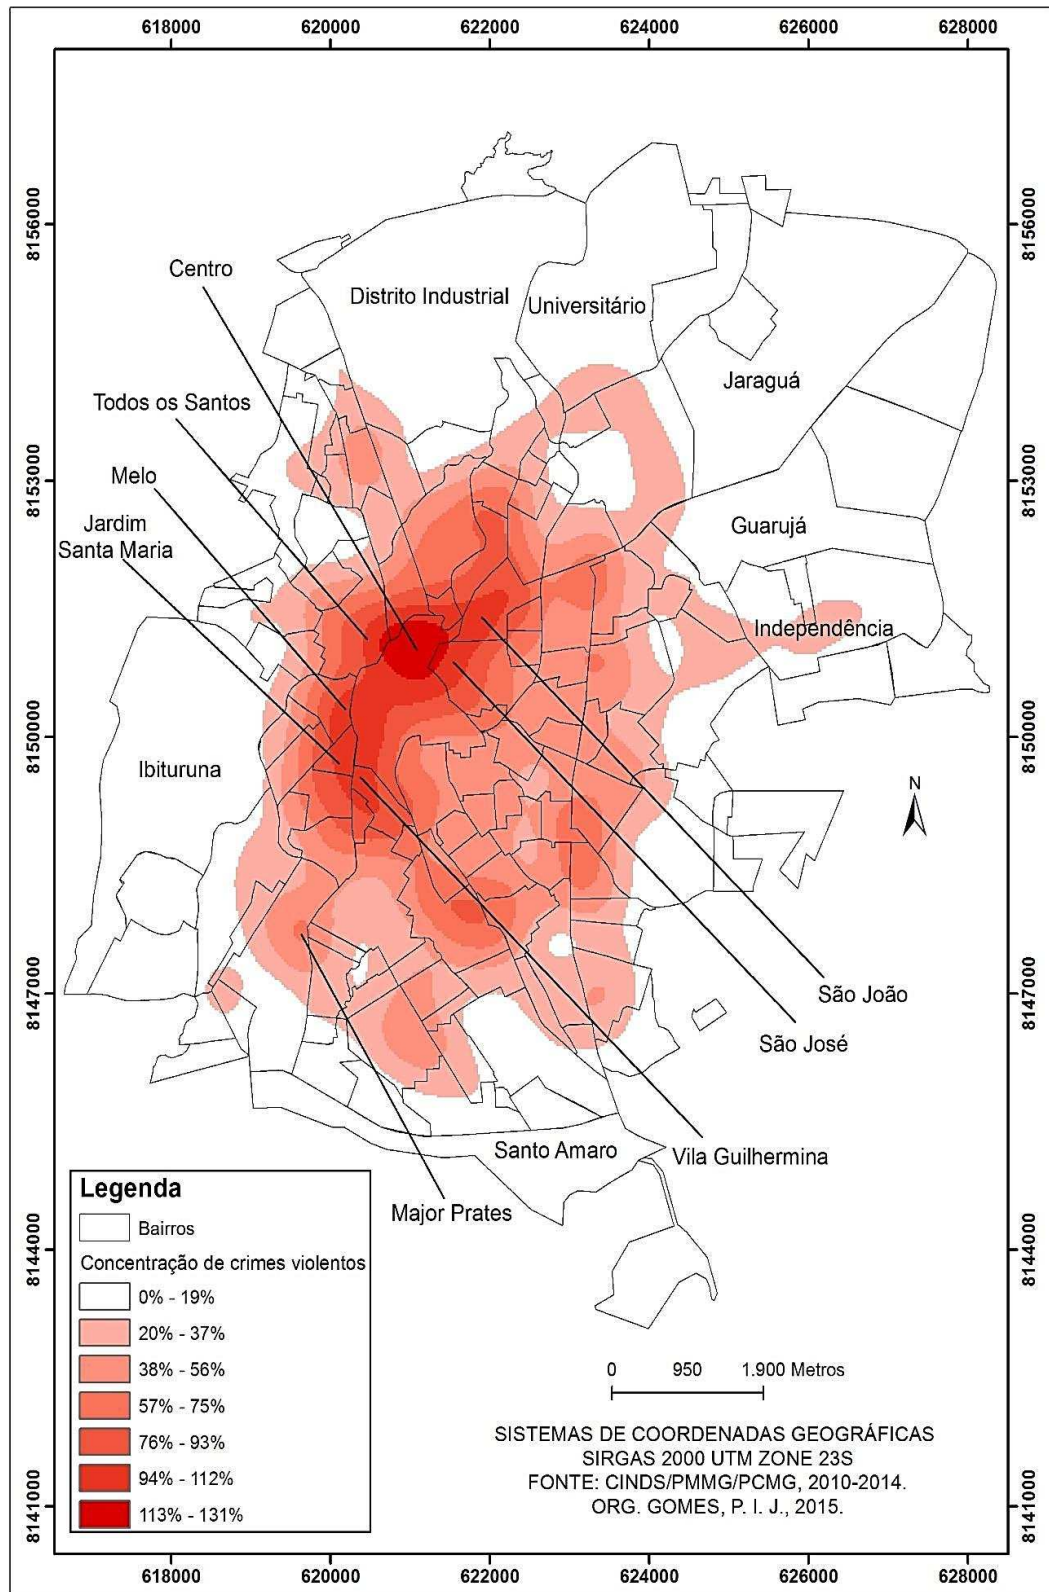 618000 620000 622000 624000 626000 628000
8156000
8156000
Centro
Distrito Industrial
Universitário
Jaraguá
Todos os Santos
8153000
8153000
Melo
Jardim
Santa Maria
Guarujá
Independência
8150000
8150000
Ibituruna
N
8147000
8147000
São João
São José
Santo Amaro
Vila Guilhermina
Major Prates
8144000
8144000
Legenda
Bairros
Concentração de crimes violentos
0% - 19%
20% - 37%
38% - 56%
57% - 75%
76% - 93%
94% - 112%
113% - 131%
0 950 1.900 Metros
SISTEMAS DE COORDENADAS GEOGRÁFICAS
SIRGAS 2000 UTM ZONE 23S
FONTE: CINDS/PMMG/PCMG, 2010-2014.
ORG. GOMES, P. I. J., 2015.
8141000
8141000
618000 620000 622000 624000 626000 628000